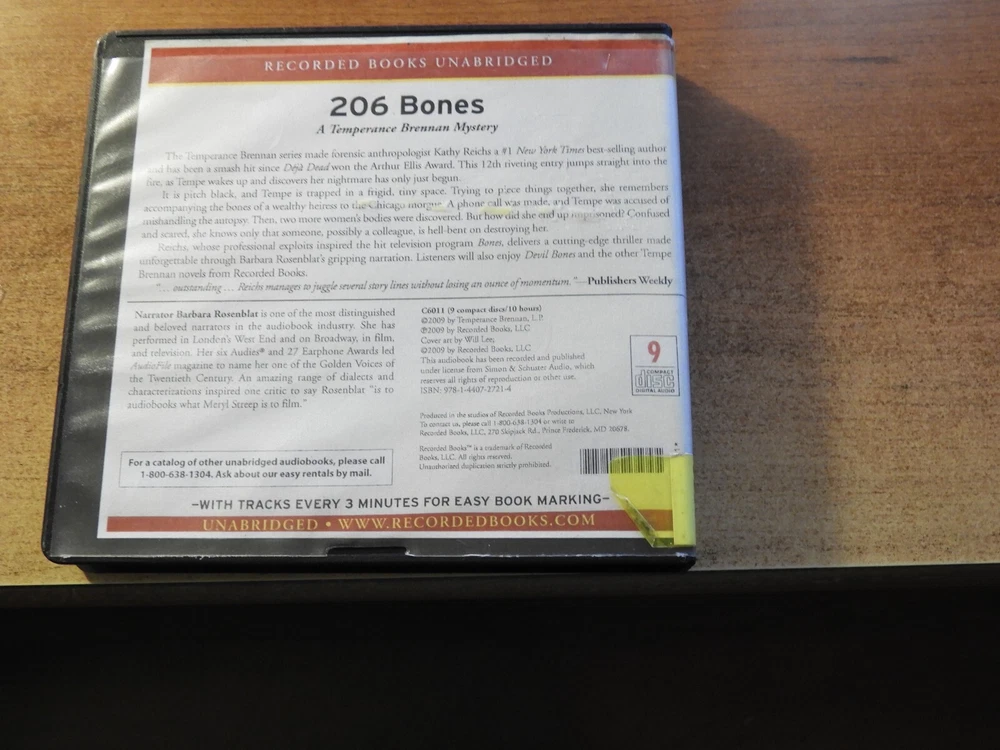 RECORDED BOOKS UNABRIDGED
206 Bones
A Temperance Brennan Mystery
The Temperance Brennan series made forensic anthropologist Kathy Reichs a #1 New York Times best-selling author
and has been a smash hit since Déjà Dead won the Arthur Ellis Award. This 12th riveting entry jumps straight into the
fire, as Tempe wakes up and discovers her nightmare has only just begun.
It is pitch black, and Tempe is trapped in a frigid, tiny space. Trying to piece things together, she remembers
accompanying the bones of a wealthy heiress to the Chicago morgue. A phone call was made, and Tempe was accused of
mishandling the autopsy. Then, two more women's bodies were discovered. But how did she end up imprisoned? Confused
and scared, she knows only that someone, possibly a colleague, is hell-bent on destroying her.
Reichs, whose professional exploits inspired the hit television program Bones, delivers a cutting-edge thriller made
unforgettable through Barbara Rosenblat's gripping narration. Listeners will also enjoy Devil Bones and the other Tempe
Brennan novels from Recorded Books.
"... outstanding ... Reichs manages to juggle several story lines without losing an ounce of momentum."—Publishers Weekly
Narrator Barbara Rosenblat is one of the most distinguished
and beloved narrators in the audiobook industry. She has
performed in London's West End and on Broadway, in film,
and television. Her six Audies® and 27 Earphone Awards led
AudioFile magazine to name her one of the Golden Voices of
the Twentieth Century. An amazing range of dialects and
characterizations inspired one critic to say Rosenblat "is to
audiobooks what Meryl Streep is to film."
For a catalog of other unabridged audiobooks, please call
1-800-638-1304. Ask about our easy rentals by mail.
C6011 (9 compact discs/10 hours)
©2009 by Temperance Brennan, L.P.
℗2009 by Recorded Books, LLC
Cover art by Will Lee;
©2009 by Recorded Books, LLC
This audiobook has been recorded and published
under license from Simon & Schuster Audio, which
reserves all rights of reproduction or other use.
ISBN: 978-1-4407-2721-4
Produced in the studios of Recorded Books Productions, LLC, New York
To contact us, please call 1-800-638-1304 or write to
Recorded Books, LLC, 270 Skipjack Rd., Prince Frederick, MD 20678.
Recorded Books™ is a trademark of Recorded
Books, LLC. All rights reserved.
Unauthorized duplication strictly prohibited.
9
COMPACT
disc
DIGITAL AUDIO
–WITH TRACKS EVERY 3 MINUTES FOR EASY BOOK MARKING–
UNABRIDGED • WWW.RECORDEDBOOKS.COM